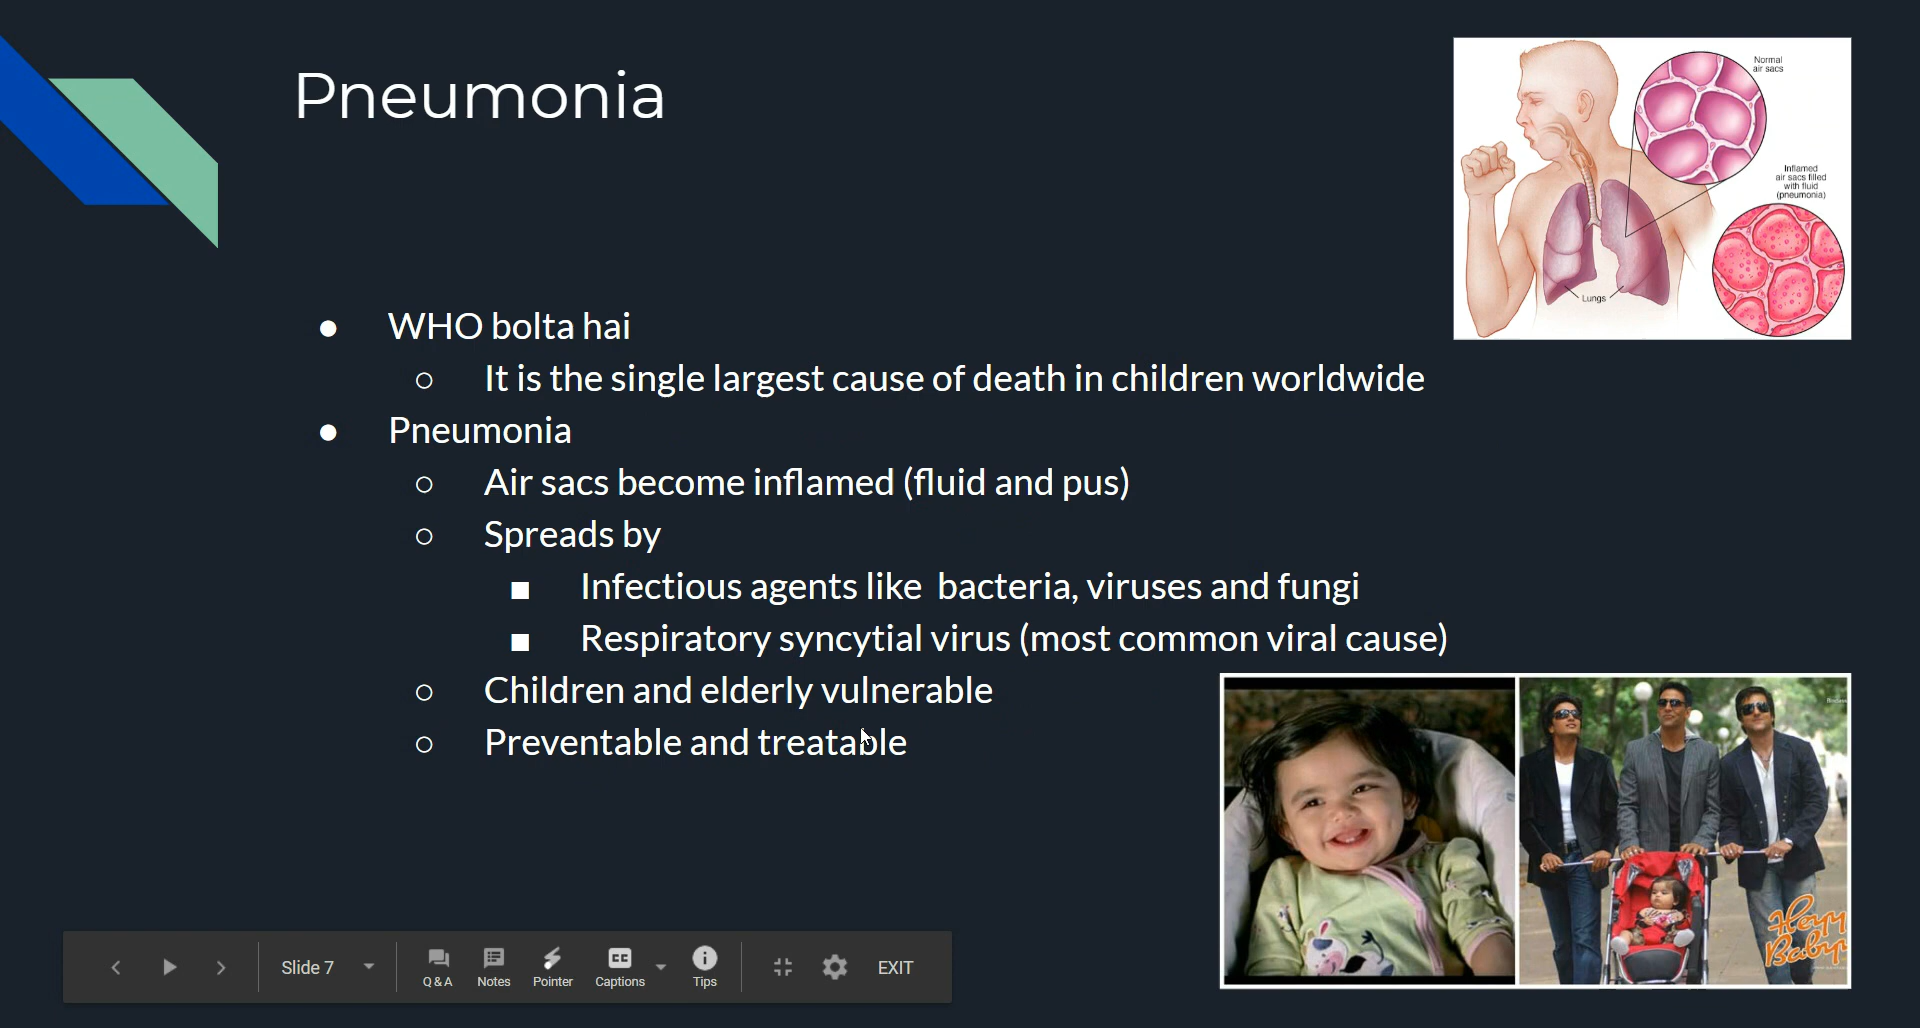 Pneumonia
Normal
air sacs
Inflamed
air sacs filled
with fluid
(pneumonia)
Lungs
● WHO bolta hai
○ It is the single largest cause of death in children worldwide
● Pneumonia
○ Air sacs become inflamed (fluid and pus)
○ Spreads by
■ Infectious agents like  bacteria, viruses and fungi
■ Respiratory syncytial virus (most common viral cause)
○ Children and elderly vulnerable
○ Preventable and treatable
Heyy
Babyy
Slide 7
Q & A
Notes
Pointer
CC
Captions
Tips
EXIT